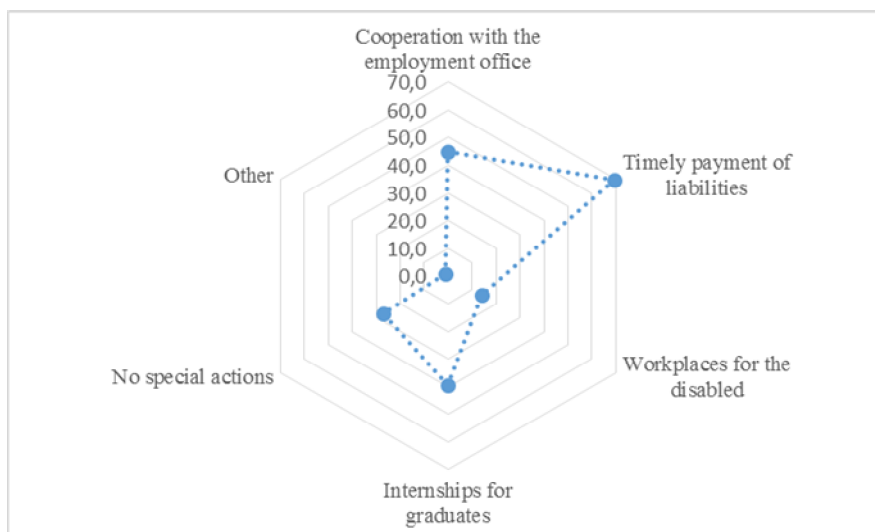 Cooperation with the
employment office
70,0
60,0
50,0
40,0
30,0
20,0
10,0
0,0
Timely payment of
liabilities
Workplaces for the
disabled
Internships for
graduates
No special actions
Other